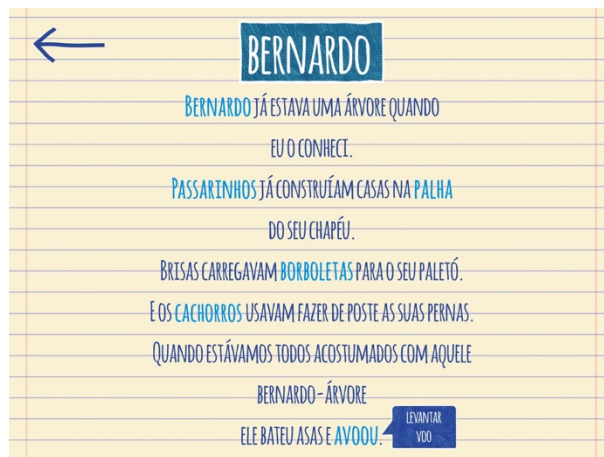 BERNARDO
BERNARDO JÁ ESTAVA UMA ÁRVORE QUANDO
EU O CONHECI.
PASSARINHOS JÁ CONSTRUÍAM CASAS NA PALHA
DO SEU CHAPÉU.
BRISAS CARREGAVAM BORBOLETAS PARA O SEU PALETÓ.
E OS CACHORROS USAVAM FAZER DE POSTE AS SUAS PERNAS.
QUANDO ESTÁVAMOS TODOS ACOSTUMADOS COM AQUELE
BERNARDO-ÁRVORE
ELE BATEU ASAS E AVOOU.
LEVANTAR
VOO